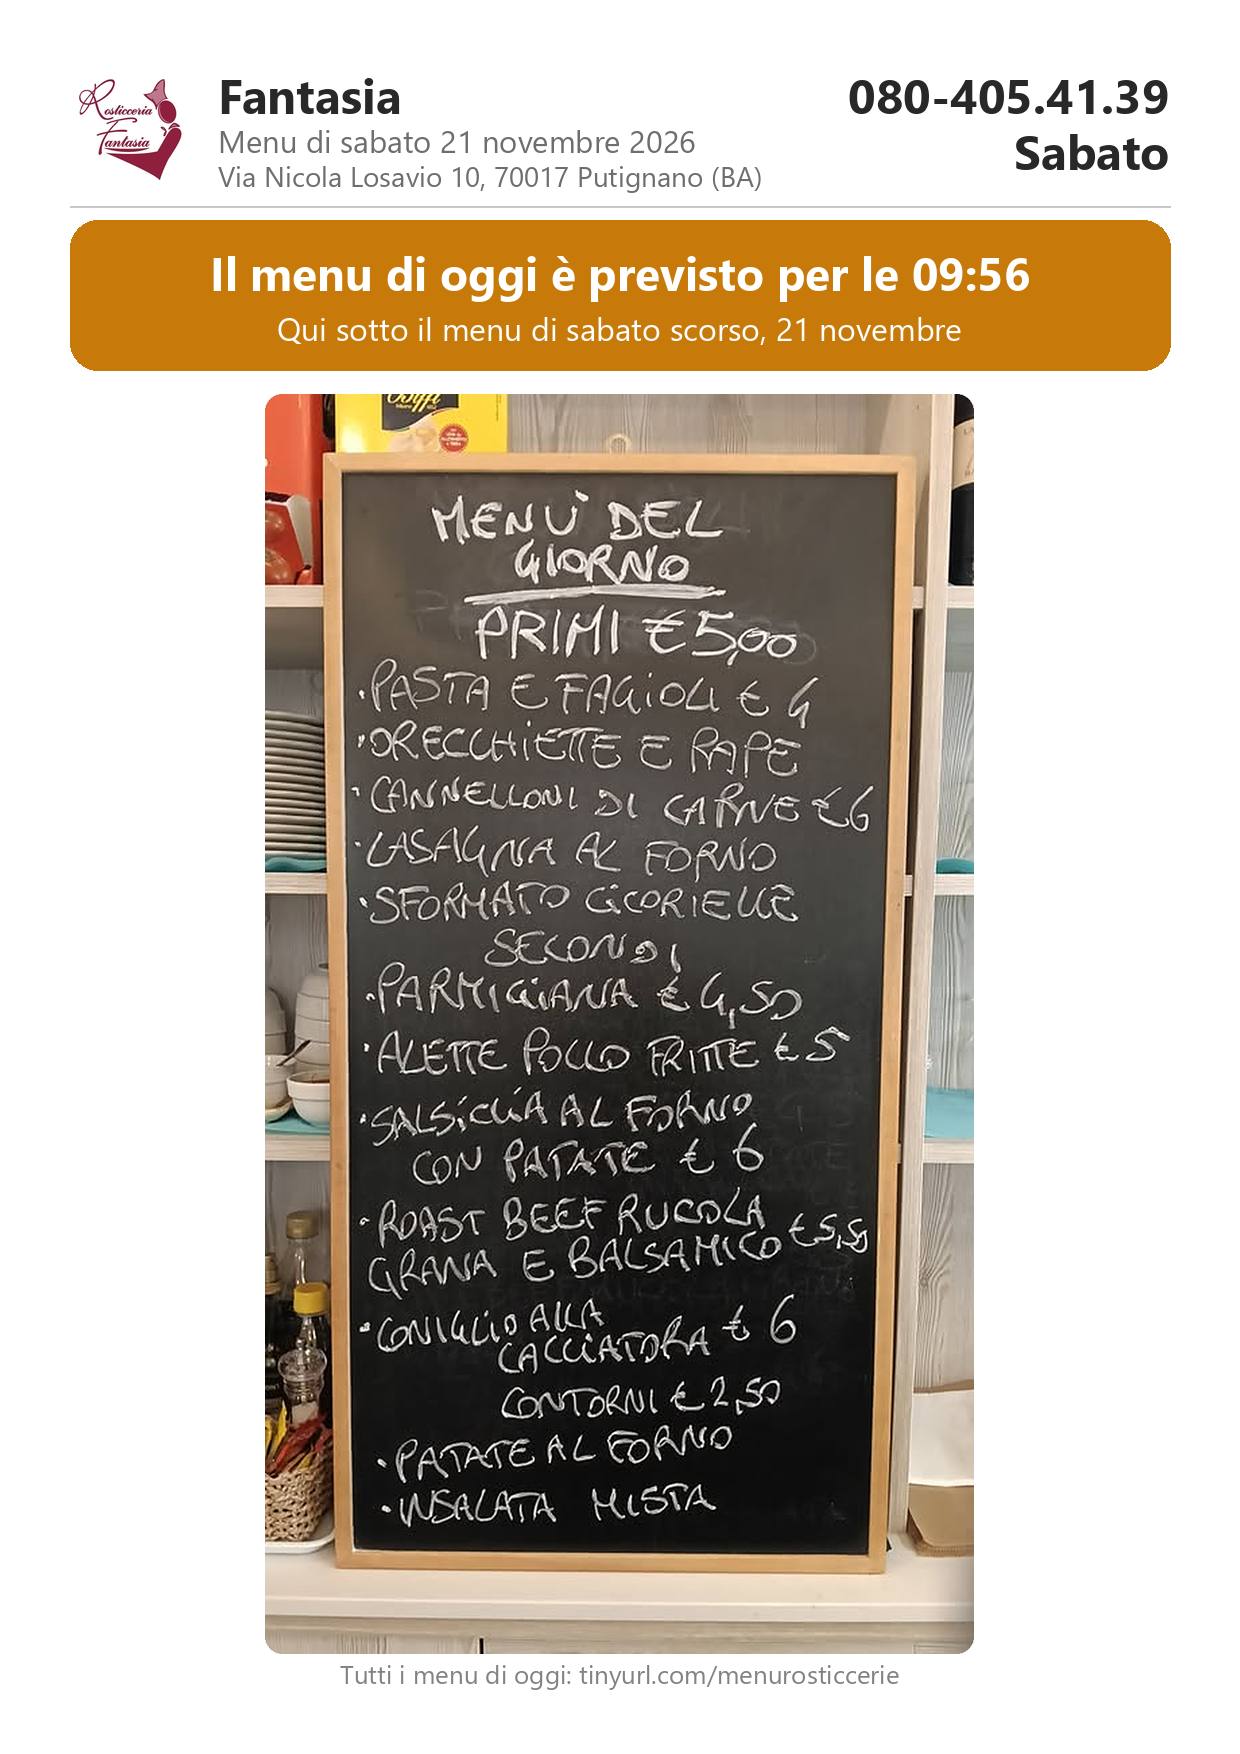 Rosticceria
Fantasia
Fantasia
Menu di sabato 21 novembre 2026
Via Nicola Losavio 10, 70017 Putignano (BA)
080-405.41.39
Sabato
Il menu di oggi è previsto per le 09:56
Qui sotto il menu di sabato scorso, 21 novembre
MENÙ DEL
GIORNO
PRIMI € 5,00
• PASTA E FAGIOLI € 4
• ORECCHIETTE E RAPE
• CANNELLONI DI CARNE € 6
• LASAGNA AL FORNO
• SFORMATO CICORIELLE
SECONDI
• PARMIGIANA € 4,50
• ALETTE POLLO FRITTE € 5
• SALSICCIA AL FORNO
CON PATATE € 6
• ROAST BEEF RUCOLA
GRANA E BALSAMICO € 5,50
• CONIGLIO ALLA
CACCIATORA € 6
CONTORNI € 2,50
• PATATE AL FORNO
• INSALATA MISTA
Tutti i menu di oggi: tinyurl.com/menurosticcerie